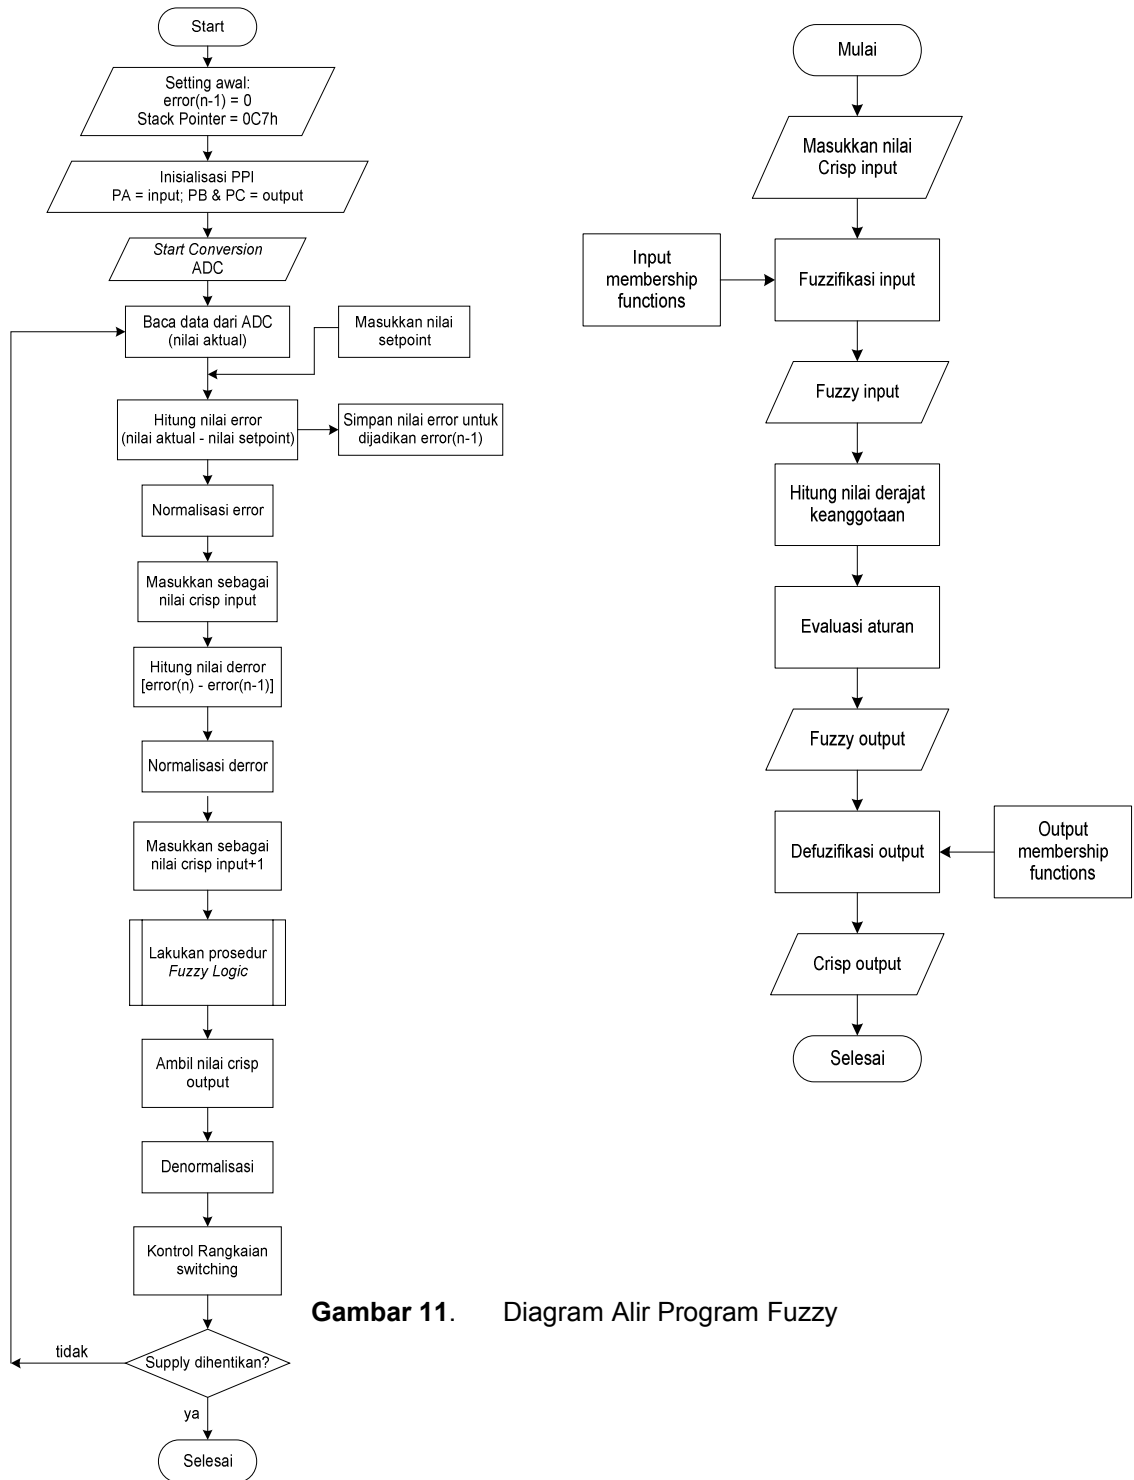 Start
Setting awal:
error(n-1) = 0
Stack Pointer = 0C7h
Inisialisasi PPI
PA = input; PB & PC = output
Start Conversion
ADC
Baca data dari ADC
(nilai aktual)
Masukkan nilai
setpoint
Hitung nilai error
(nilai aktual - nilai setpoint)
Simpan nilai error untuk
dijadikan error(n-1)
Normalisasi error
Masukkan sebagai
nilai crisp input
Hitung nilai derror
[error(n) - error(n-1)]
Normalisasi derror
Masukkan sebagai
nilai crisp input+1
Lakukan prosedur
Fuzzy Logic
Ambil nilai crisp
output
Denormalisasi
Kontrol Rangkaian
switching
Supply dihentikan?
tidak
ya
Selesai
Mulai
Masukkan nilai
Crisp input
Input
membership
functions
Fuzzifikasi input
Fuzzy input
Hitung nilai derajat
keanggotaan
Evaluasi aturan
Fuzzy output
Defuzifikasi output
Output
membership
functions
Crisp output
Selesai
Gambar 11. Diagram Alir Program Fuzzy